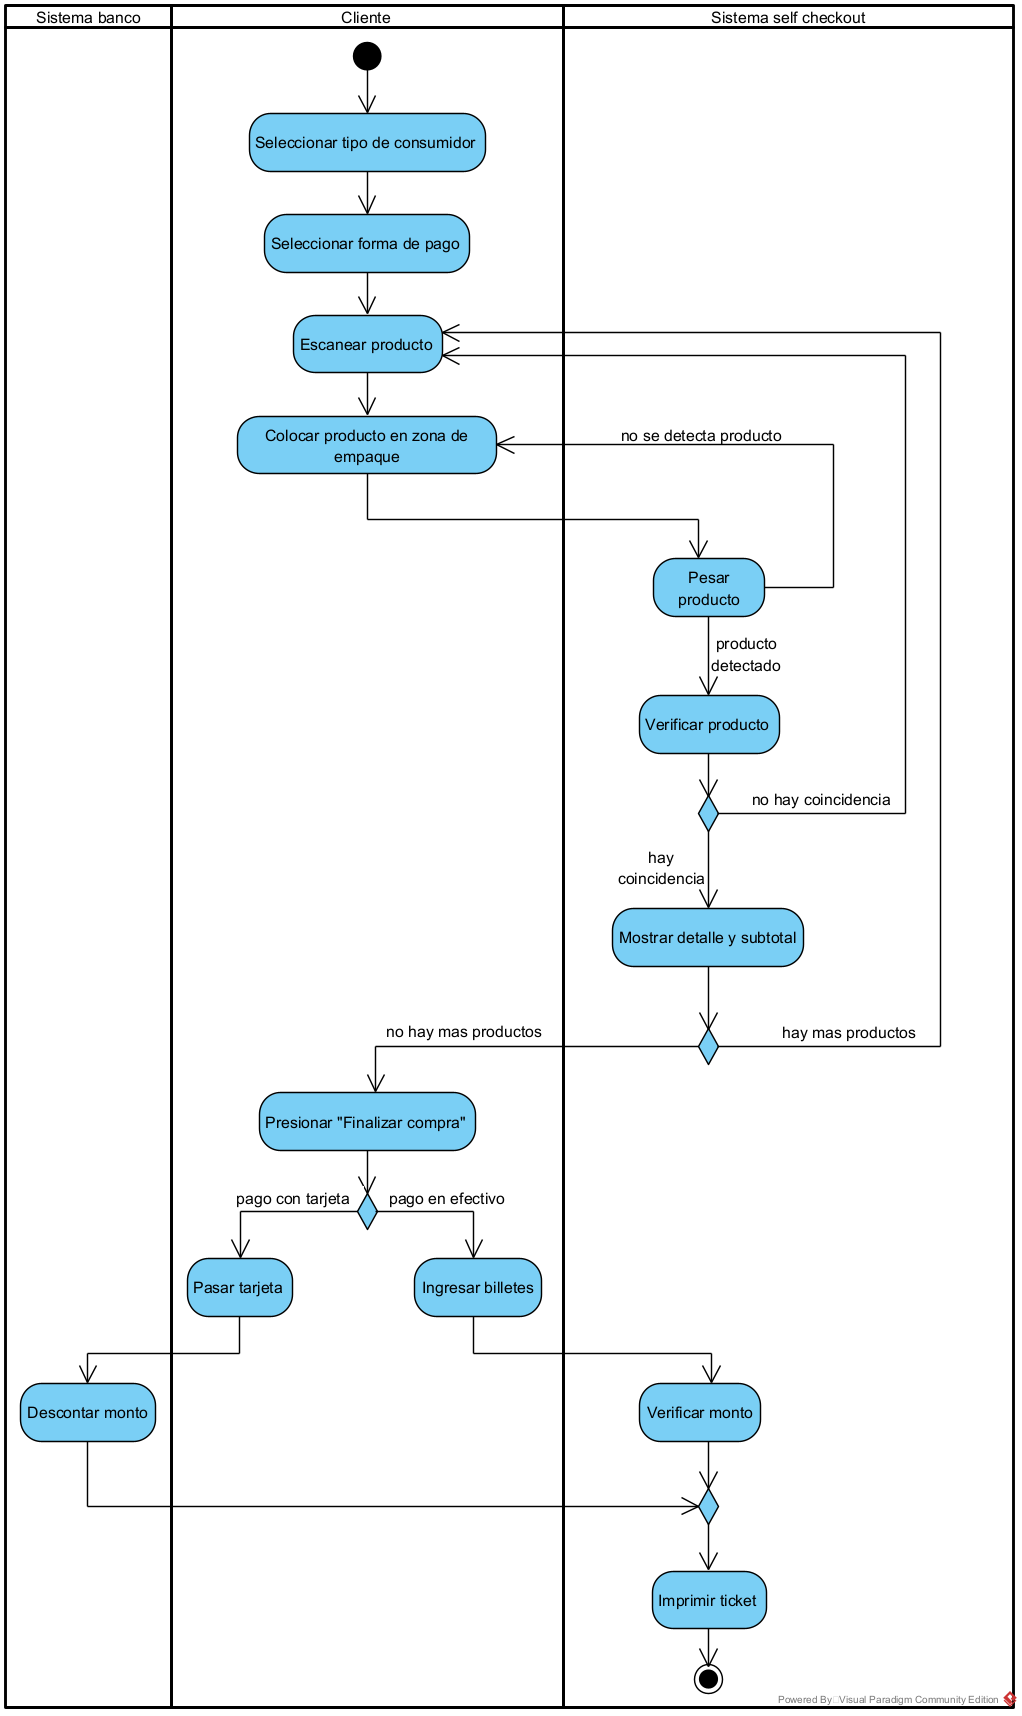 Sistema banco
Cliente
Sistema self checkout
Seleccionar tipo de consumidor
Seleccionar forma de pago
Escanear producto
Colocar producto en zona de
empaque
no se detecta producto
Pesar
producto
producto
detectado
Verificar producto
no hay coincidencia
hay
coincidencia
Mostrar detalle y subtotal
no hay mas productos
hay mas productos
Presionar "Finalizar compra"
pago con tarjeta
pago en efectivo
Pasar tarjeta
Ingresar billetes
Descontar monto
Verificar monto
Imprimir ticket
Powered By Visual Paradigm Community Edition